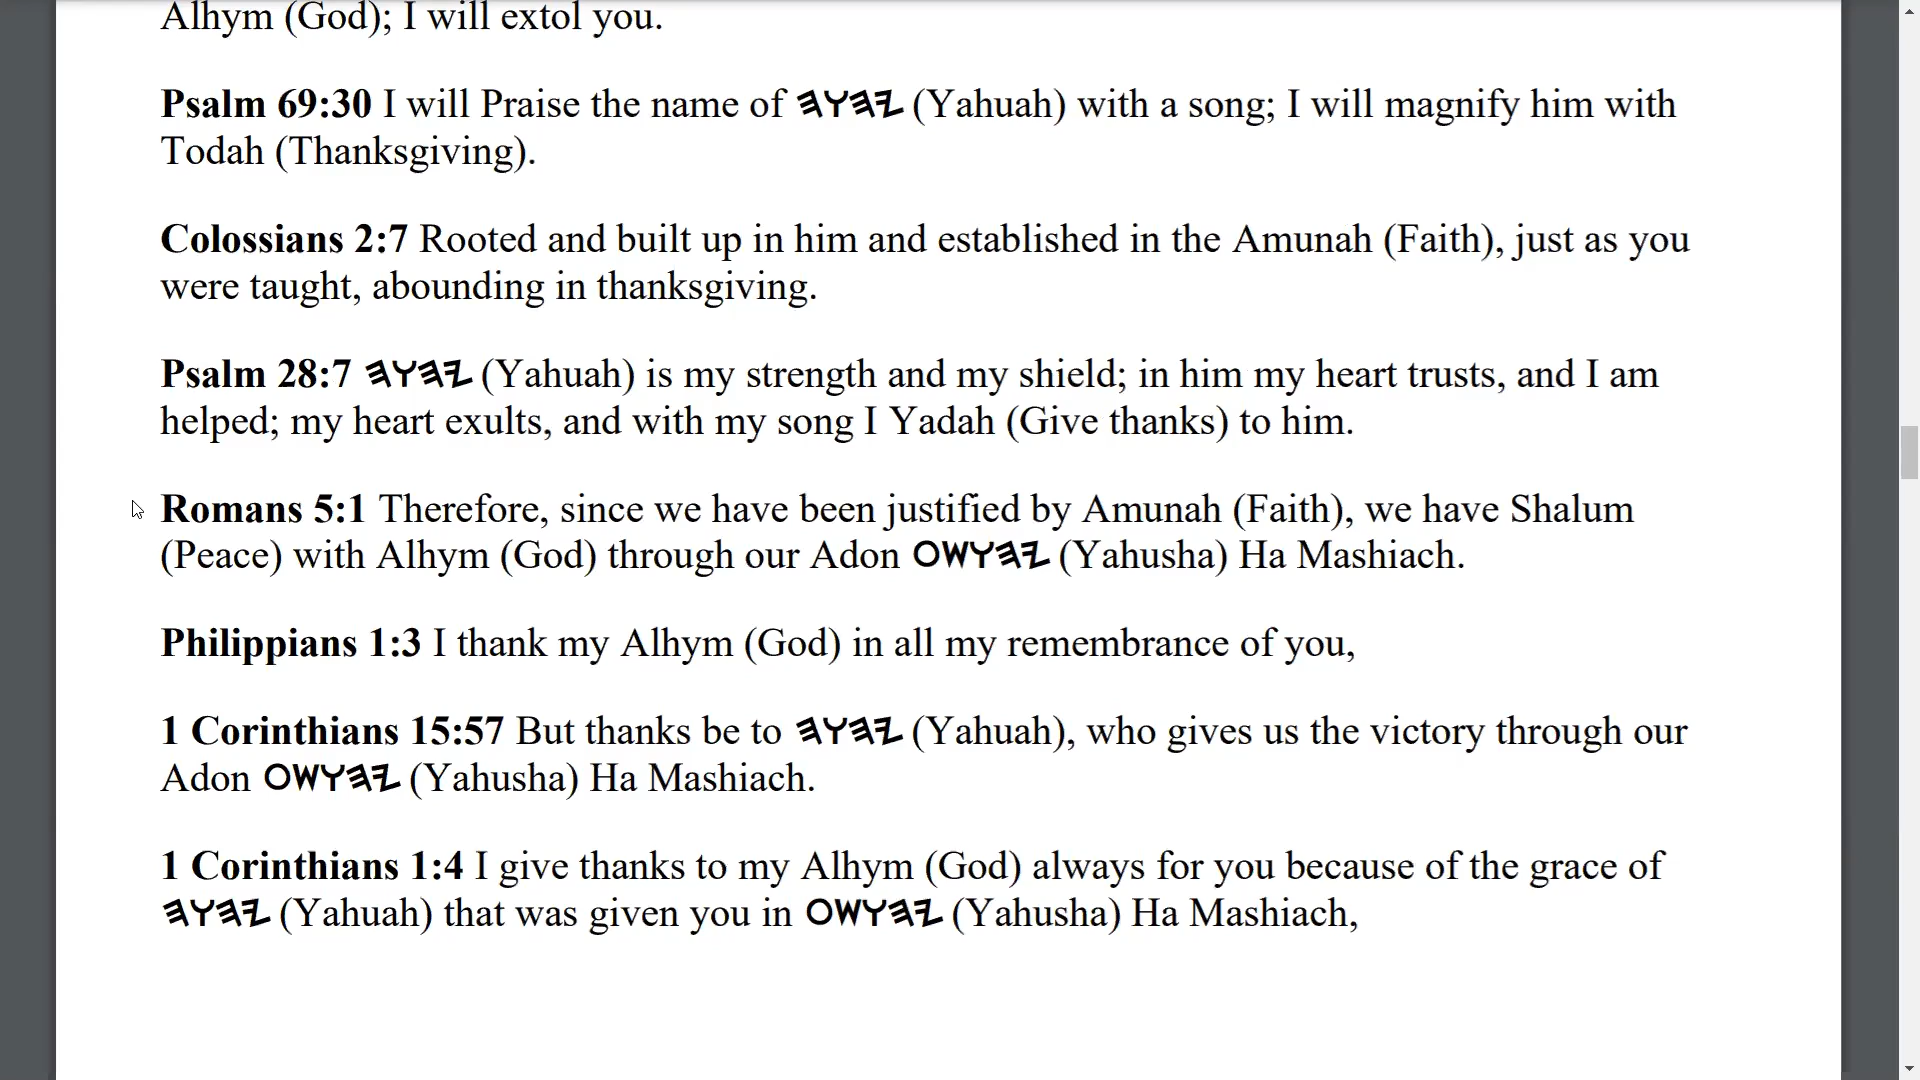 Alhym (God); I will extol you.
Psalm 69:30 I will Praise the name of 𐤉𐤄𐤅𐤄 (Yahuah) with a song; I will magnify him with
Todah (Thanksgiving).
Colossians 2:7 Rooted and built up in him and established in the Amunah (Faith), just as you
were taught, abounding in thanksgiving.
Psalm 28:7 𐤉𐤄𐤅𐤄 (Yahuah) is my strength and my shield; in him my heart trusts, and I am
helped; my heart exults, and with my song I Yadah (Give thanks) to him.
Romans 5:1 Therefore, since we have been justified by Amunah (Faith), we have Shalum
(Peace) with Alhym (God) through our Adon 𐤉𐤄𐤅𐤔𐤏 (Yahusha) Ha Mashiach.
Philippians 1:3 I thank my Alhym (God) in all my remembrance of you,
1 Corinthians 15:57 But thanks be to 𐤉𐤄𐤅𐤄 (Yahuah), who gives us the victory through our
Adon 𐤉𐤄𐤅𐤔𐤏 (Yahusha) Ha Mashiach.
1 Corinthians 1:4 I give thanks to my Alhym (God) always for you because of the grace of
𐤉𐤄𐤅𐤄 (Yahuah) that was given you in 𐤉𐤄𐤅𐤔𐤏 (Yahusha) Ha Mashiach,